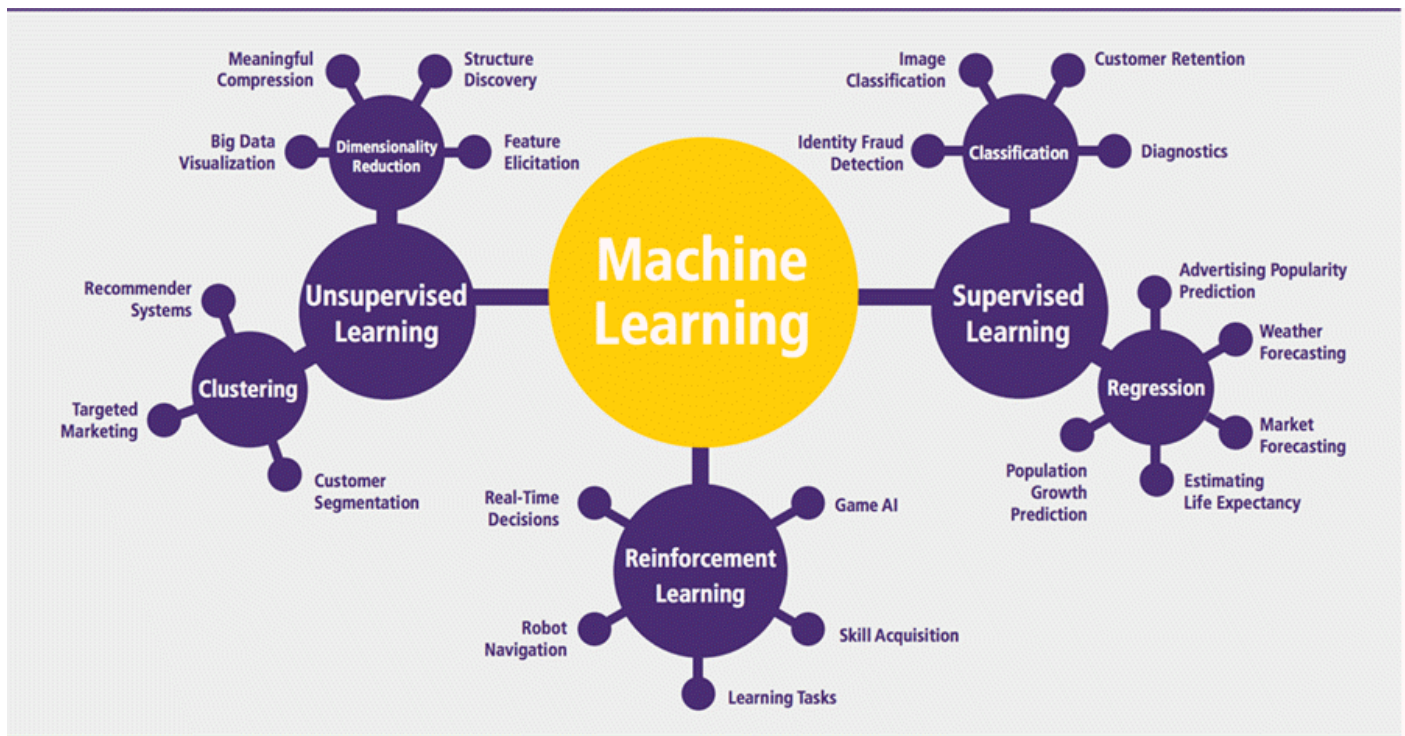 Machine
Learning
Unsupervised
Learning
Dimensionality
Reduction
Meaningful
Compression
Structure
Discovery
Big Data
Visualization
Feature
Elicitation
Clustering
Recommender
Systems
Targeted
Marketing
Customer
Segmentation
Supervised
Learning
Classification
Image
Classification
Customer Retention
Identity Fraud
Detection
Diagnostics
Regression
Advertising Popularity
Prediction
Weather
Forecasting
Market
Forecasting
Estimating
Life Expectancy
Population
Growth
Prediction
Reinforcement
Learning
Real-Time
Decisions
Game AI
Robot
Navigation
Skill Acquisition
Learning Tasks